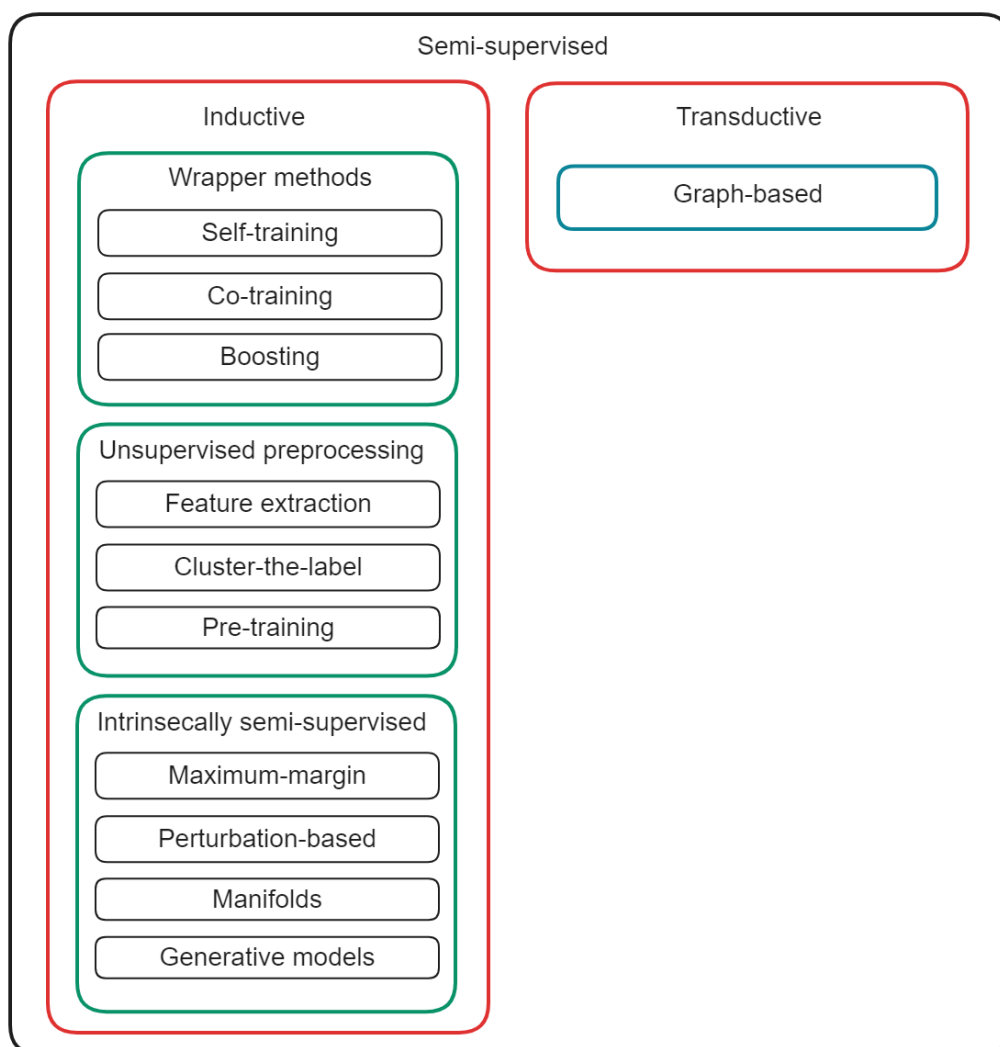 Semi-supervised
Inductive
Wrapper methods
Self-training
Co-training
Boosting
Unsupervised preprocessing
Feature extraction
Cluster-the-label
Pre-training
Intrinsecally semi-supervised
Maximum-margin
Perturbation-based
Manifolds
Generative models
Transductive
Graph-based